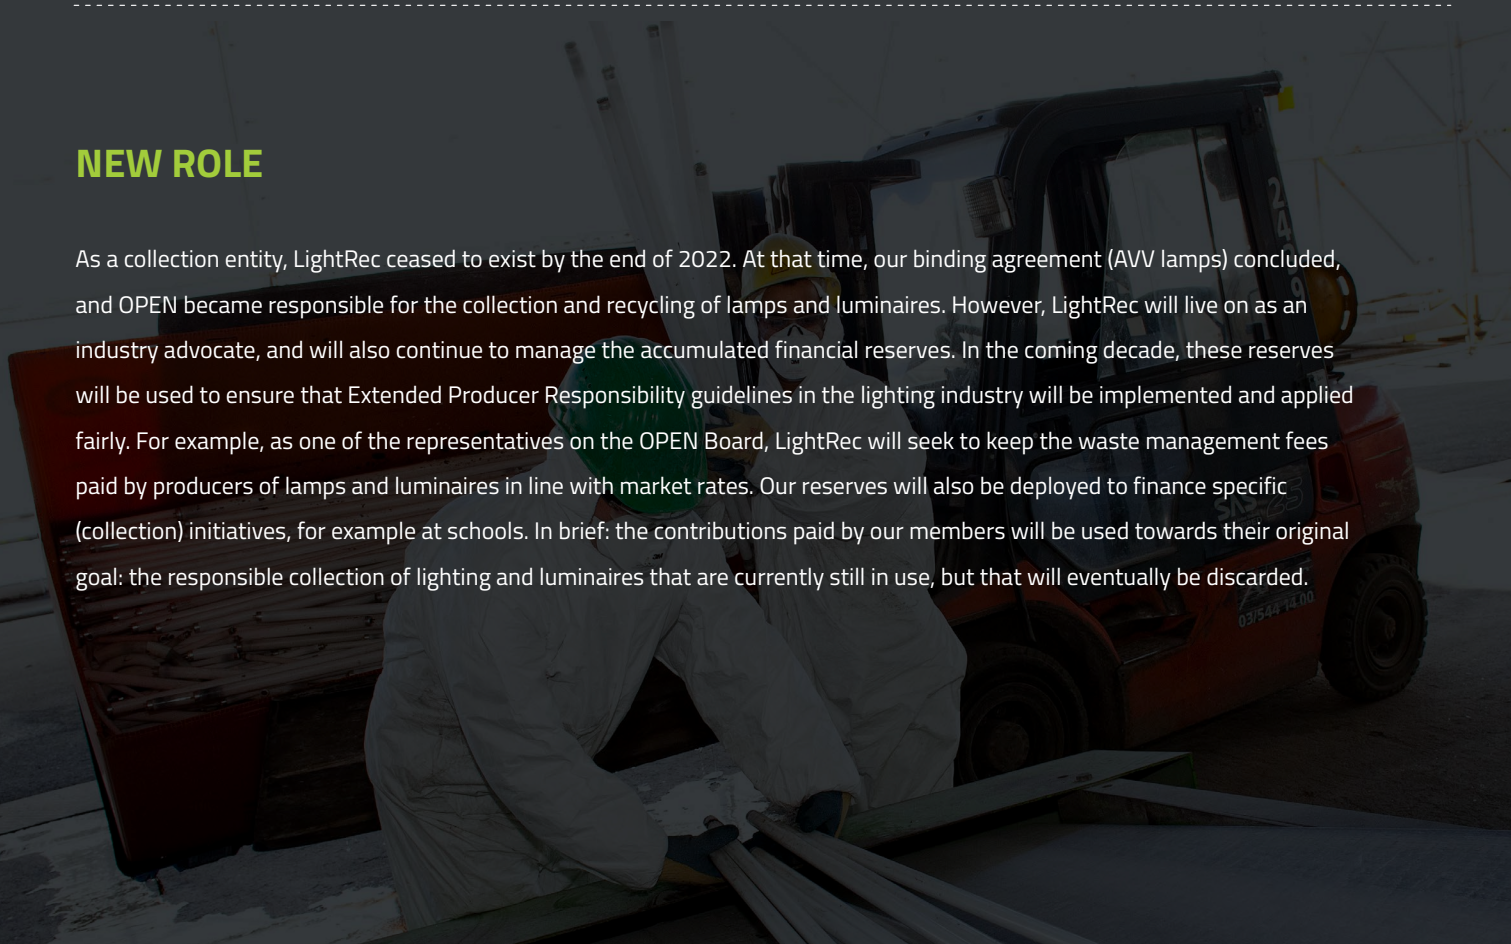 NEW ROLE
As a collection entity, LightRec ceased to exist by the end of 2022. At that time, our binding agreement (AVV lamps) concluded,
and OPEN became responsible for the collection and recycling of lamps and luminaires. However, LightRec will live on as an
industry advocate, and will also continue to manage the accumulated financial reserves. In the coming decade, these reserves
will be used to ensure that Extended Producer Responsibility guidelines in the lighting industry will be implemented and applied
fairly. For example, as one of the representatives on the OPEN Board, LightRec will seek to keep the waste management fees
paid by producers of lamps and luminaires in line with market rates. Our reserves will also be deployed to finance specific
(collection) initiatives, for example at schools. In brief: the contributions paid by our members will be used towards their original
goal: the responsible collection of lighting and luminaires that are currently still in use, but that will eventually be discarded.
03/544 14 00